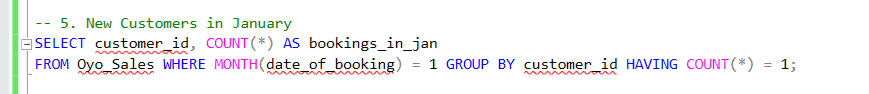 -- 5. New Customers in January
SELECT customer_id, COUNT(*) AS bookings_in_jan
FROM Oyo_Sales WHERE MONTH(date_of_booking) = 1 GROUP BY customer_id HAVING COUNT(*) = 1;